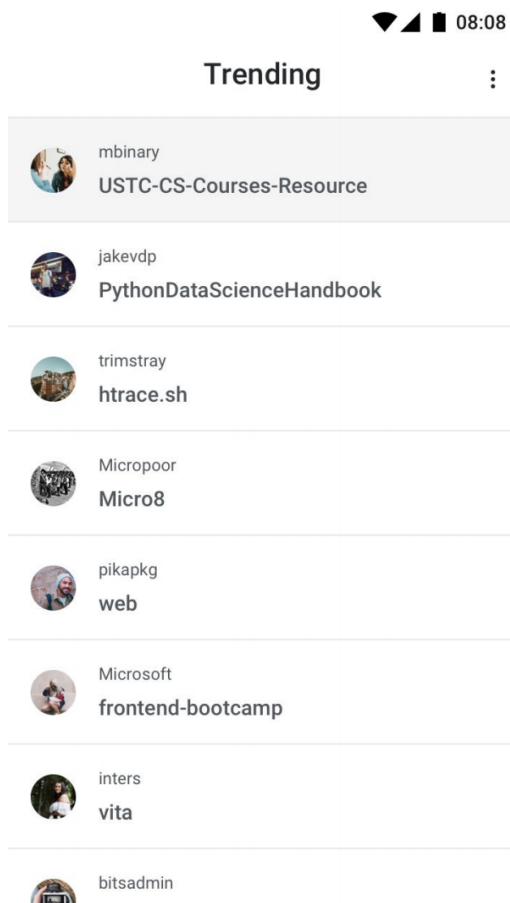 08:08
Trending
mbinary
USTC-CS-Courses-Resource
jakevdp
PythonDataScienceHandbook
trimstray
htrace.sh
Micropoor
Micro8
pikapkg
web
Microsoft
frontend-bootcamp
inters
vita
bitsadmin